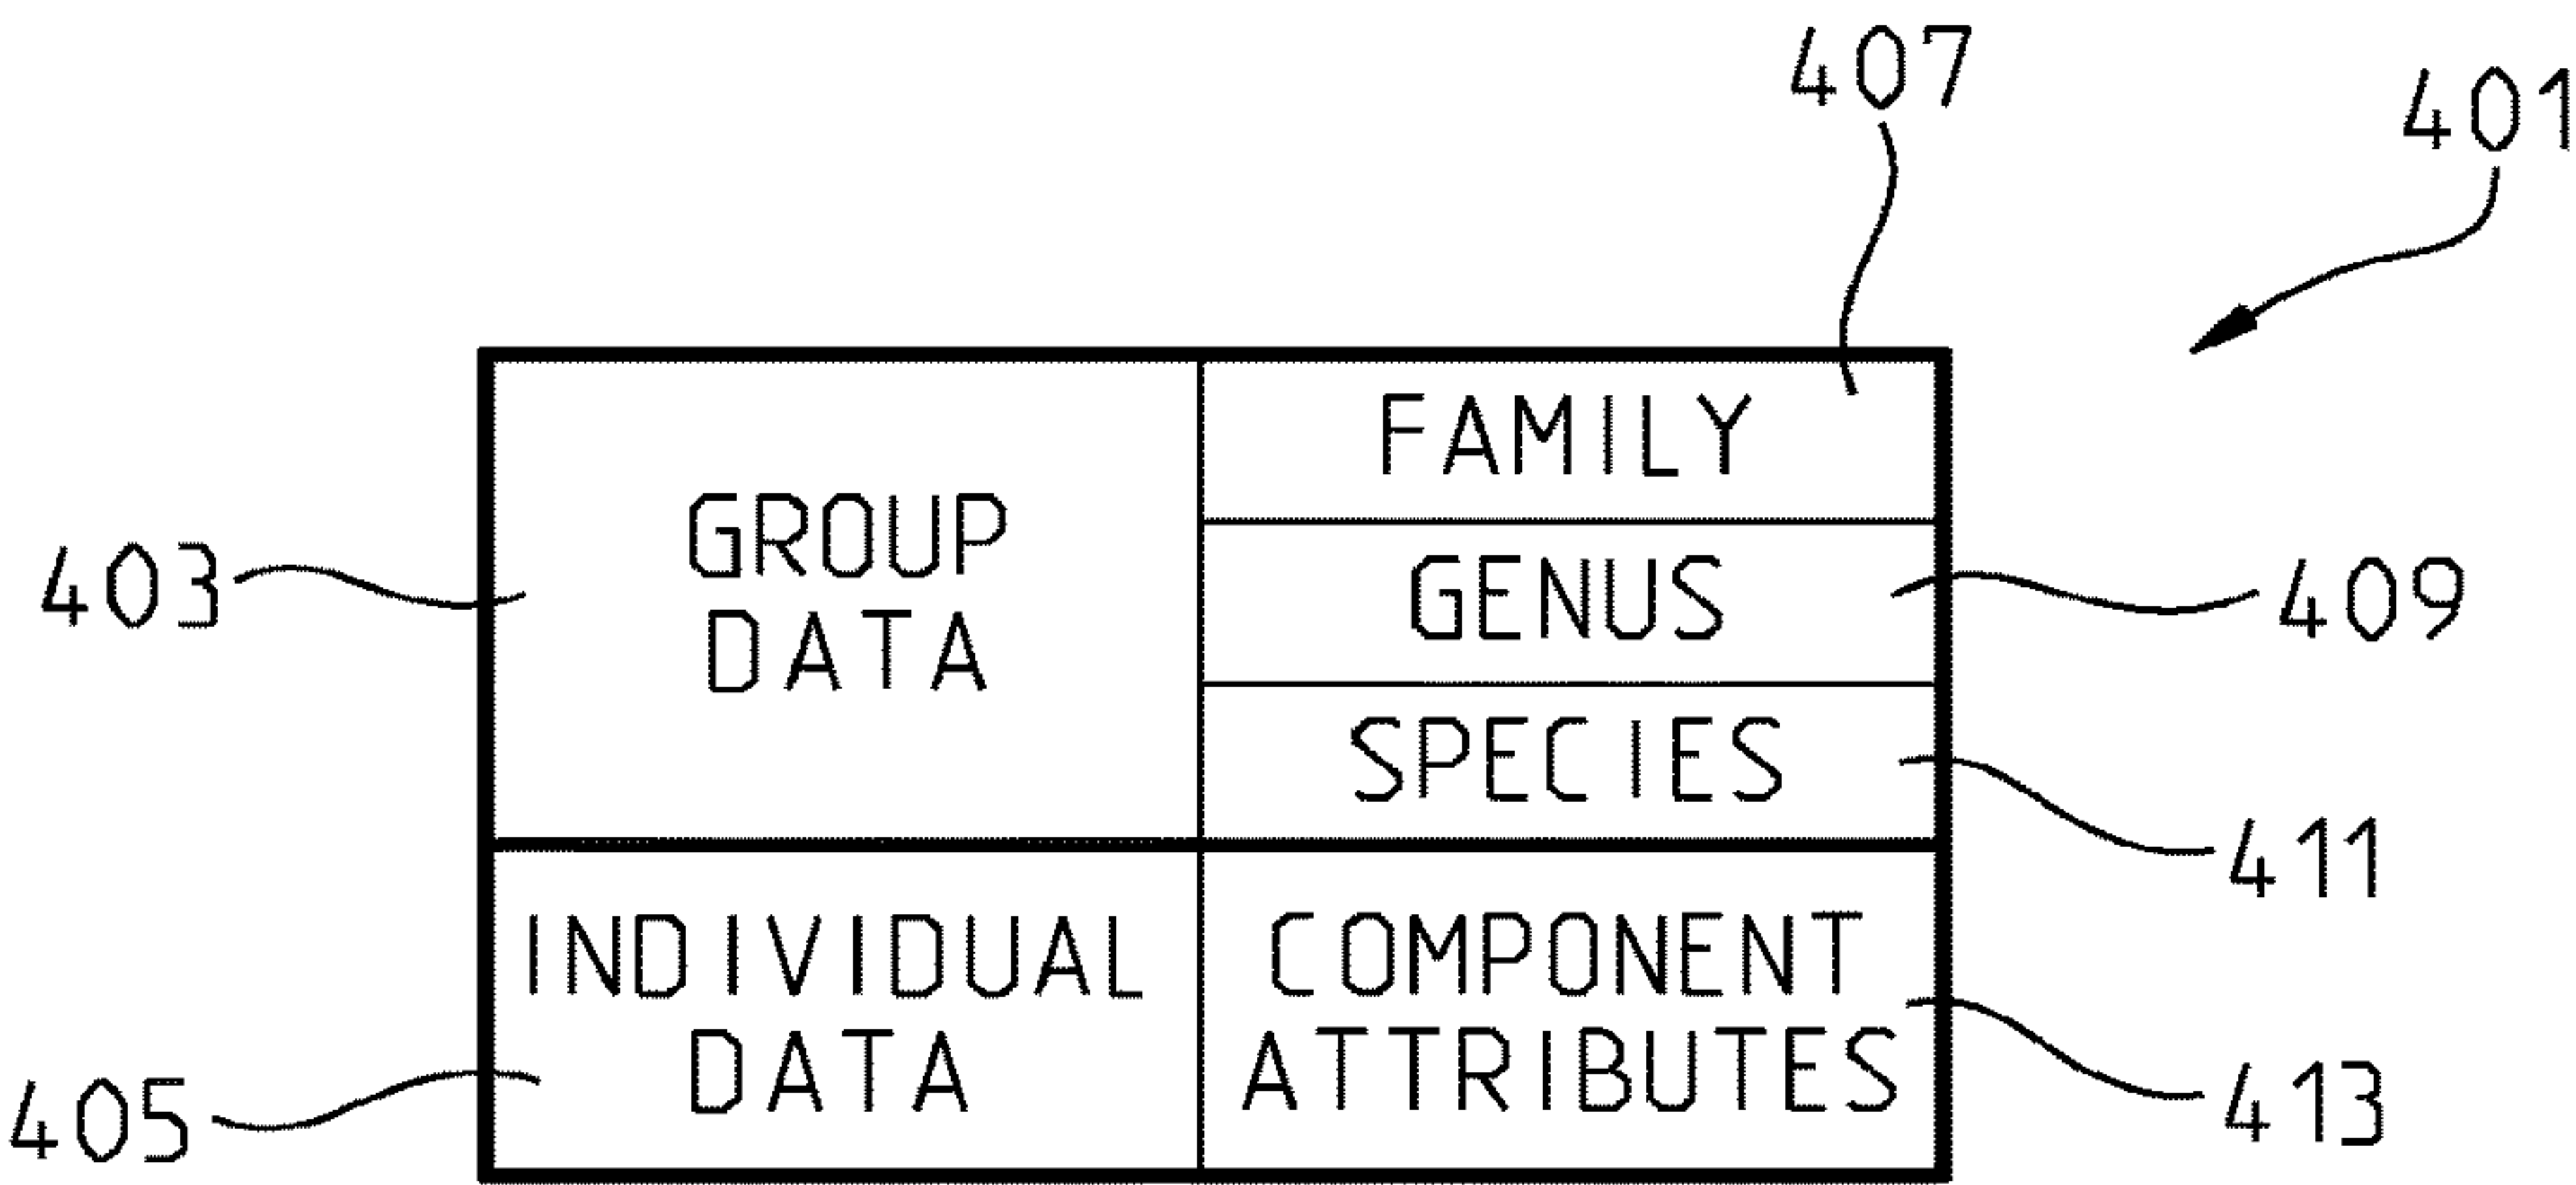 407
401
FAMILY
GROUP
DATA
403
GENUS
409
SPECIES
411
INDIVIDUAL
DATA
405
COMPONENT
ATTRIBUTES
413